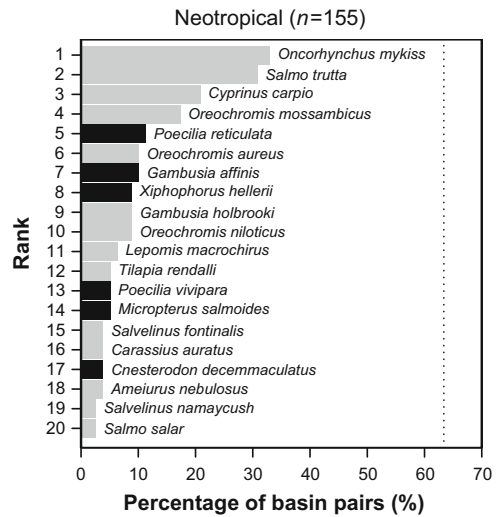 Neotropical (n=155)
Rank
1 Oncorhynchus mykiss
2 Salmo trutta
3 Cyprinus carpio
4 Oreochromis mossambicus
5 Poecilia reticulata
6 Oreochromis aureus
7 Gambusia affinis
8 Xiphophorus hellerii
9 Gambusia holbrooki
10 Oreochromis niloticus
11 Lepomis macrochirus
12 Tilapia rendalli
13 Poecilia vivipara
14 Micropterus salmoides
15 Salvelinus fontinalis
16 Carassius auratus
17 Cnesterodon decemmaculatus
18 Ameiurus nebulosus
19 Salvelinus namaycush
20 Salmo salar
0 10 20 30 40 50 60 70
Percentage of basin pairs (%)